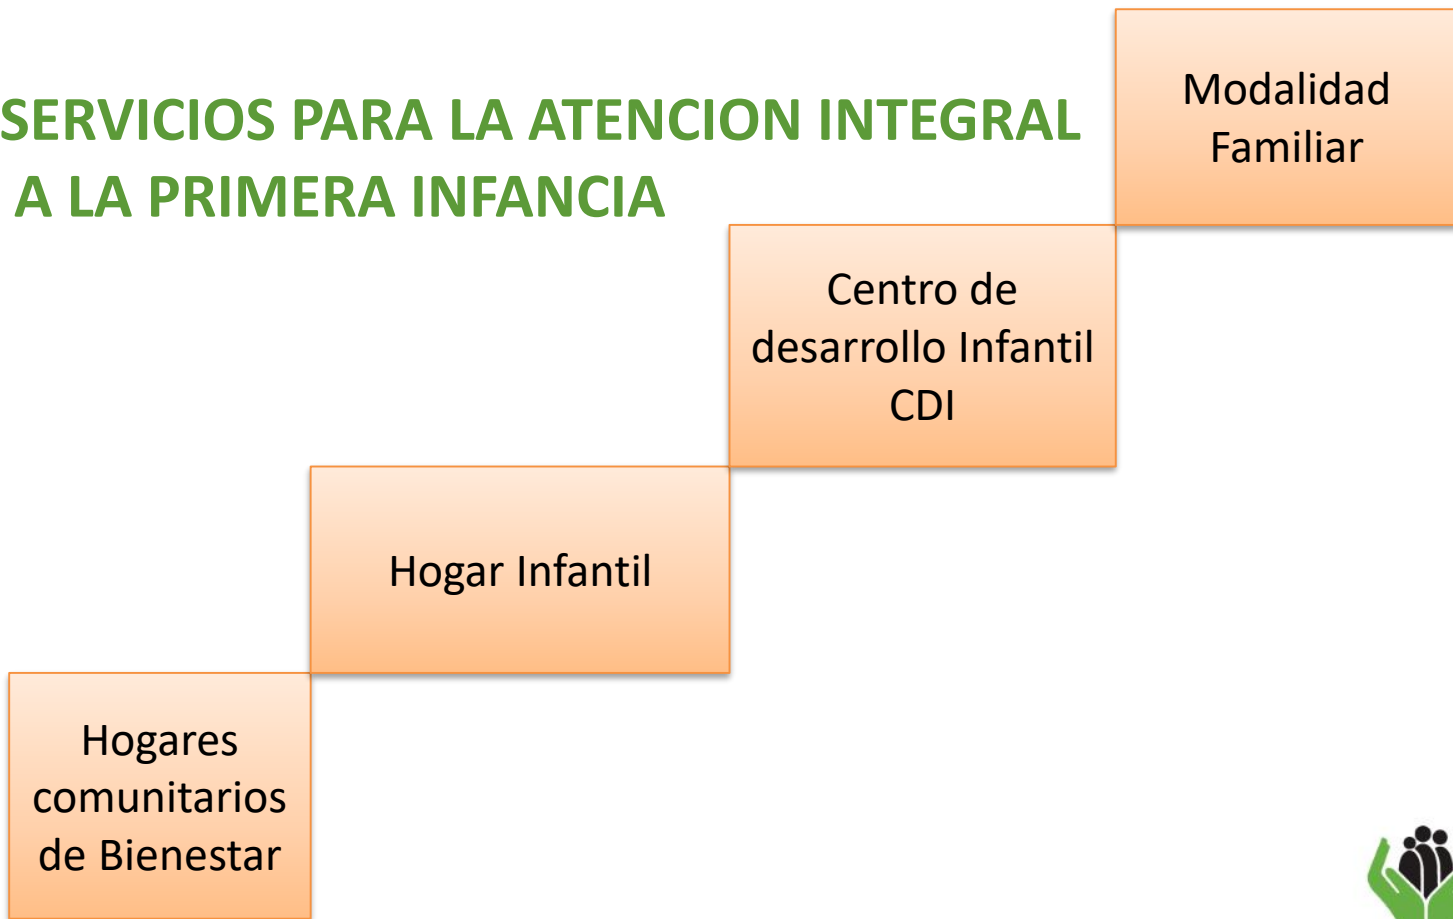 SERVICIOS PARA LA ATENCION INTEGRAL
A LA PRIMERA INFANCIA
Modalidad
Familiar
Centro de
desarrollo Infantil
CDI
Hogar Infantil
Hogares
comunitarios
de Bienestar